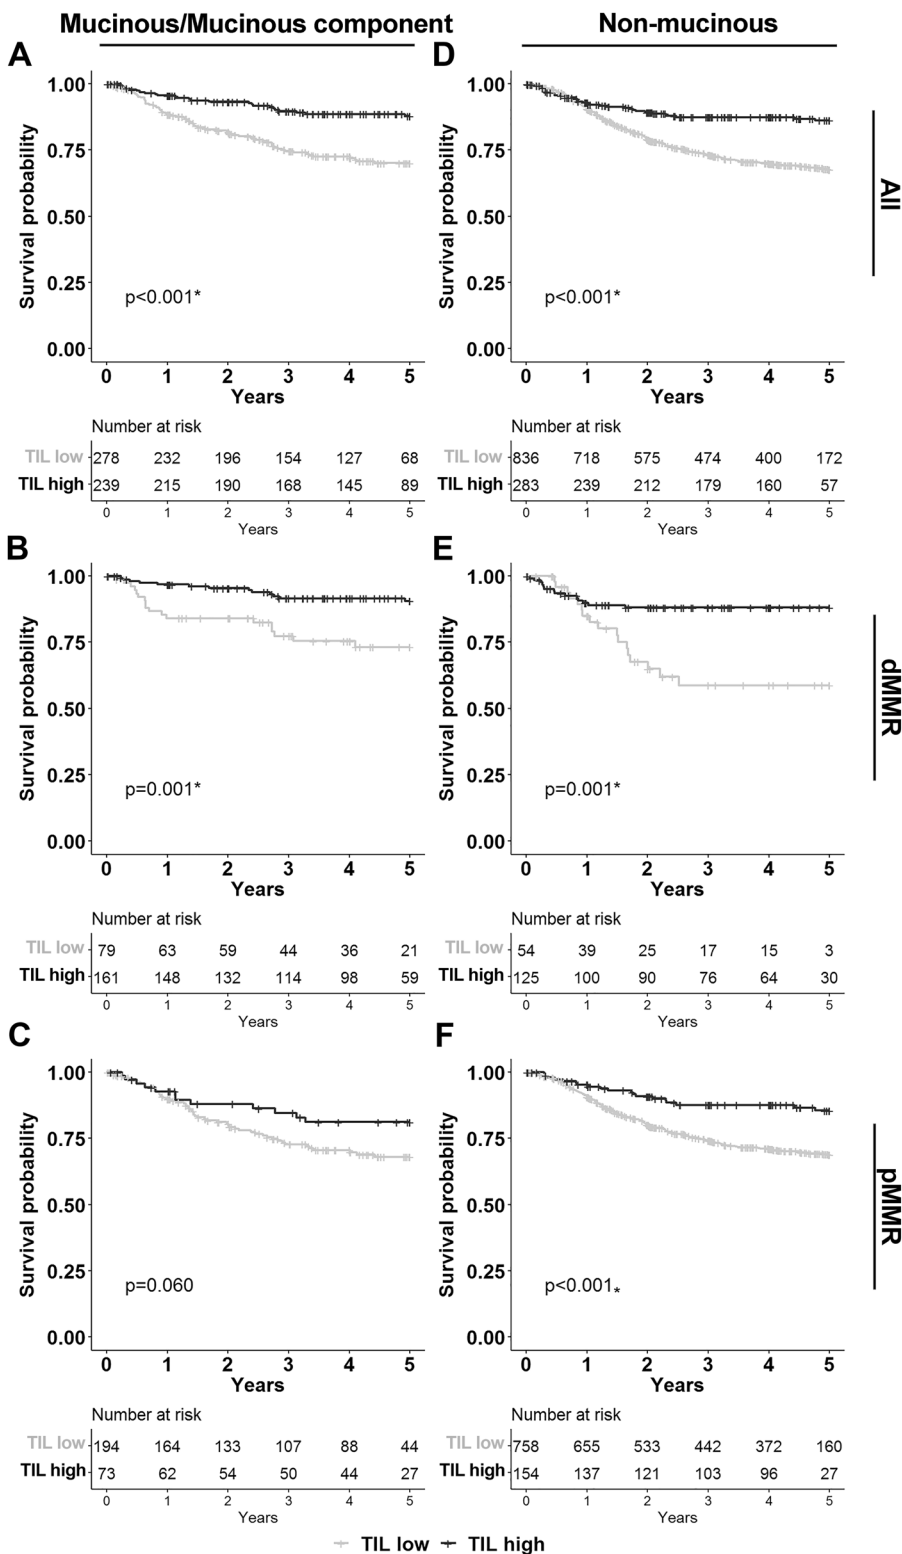 Mucinous/Mucinous component
Non-mucinous
A
1.00
0.75
0.50
0.25
0.00
Survival probability
p<0.001*
0 1 2 3 4 5
Years
Number at risk
TIL low 278 232 196 154 127 68
TIL high 239 215 190 168 145 89
0 1 2 3 4 5
Years
D
1.00
0.75
0.50
0.25
0.00
Survival probability
p<0.001*
0 1 2 3 4 5
Years
Number at risk
TIL low 836 718 575 474 400 172
TIL high 283 239 212 179 160 57
0 1 2 3 4 5
Years
All
B
1.00
0.75
0.50
0.25
0.00
Survival probability
p=0.001*
0 1 2 3 4 5
Years
Number at risk
TIL low 79 63 59 44 36 21
TIL high 161 148 132 114 98 59
0 1 2 3 4 5
Years
E
1.00
0.75
0.50
0.25
0.00
Survival probability
p=0.001*
0 1 2 3 4 5
Years
Number at risk
TIL low 54 39 25 17 15 3
TIL high 125 100 90 76 64 30
0 1 2 3 4 5
Years
dMMR
C
1.00
0.75
0.50
0.25
0.00
Survival probability
p=0.060
0 1 2 3 4 5
Years
Number at risk
TIL low 194 164 133 107 88 44
TIL high 73 62 54 50 44 27
0 1 2 3 4 5
Years
F
1.00
0.75
0.50
0.25
0.00
Survival probability
p<0.001*
0 1 2 3 4 5
Years
Number at risk
TIL low 758 655 533 442 372 160
TIL high 154 137 121 103 96 27
0 1 2 3 4 5
Years
pMMR
TIL low TIL high